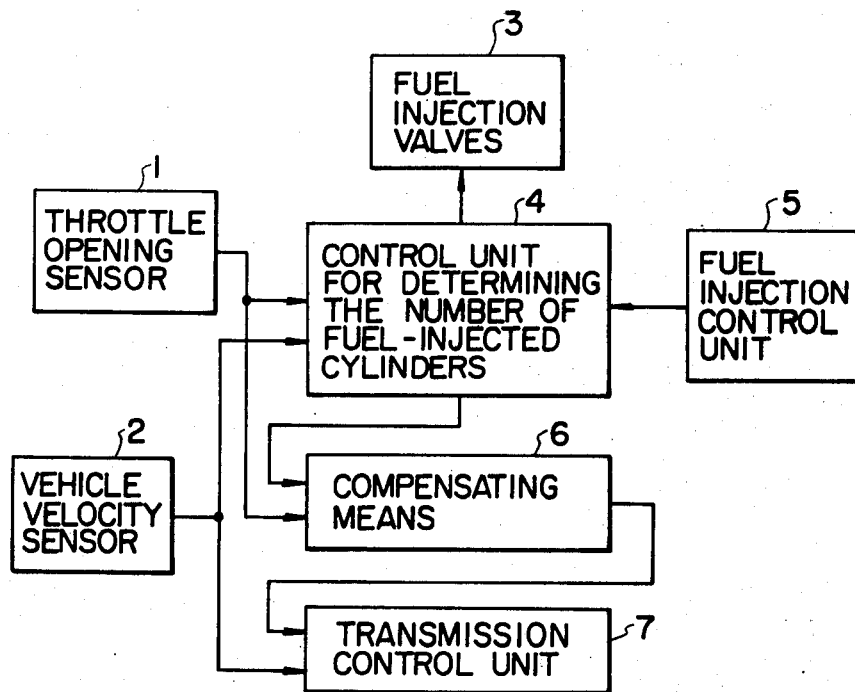 3
FUEL
INJECTION
VALVES
1
THROTTLE
OPENING
SENSOR
4
CONTROL UNIT
FOR DETERMINING
THE NUMBER OF
FUEL-INJECTED
CYLINDERS
5
FUEL
INJECTION
CONTROL
UNIT
2
VEHICLE
VELOCITY
SENSOR
6
COMPENSATING
MEANS
TRANSMISSION
CONTROL UNIT
7